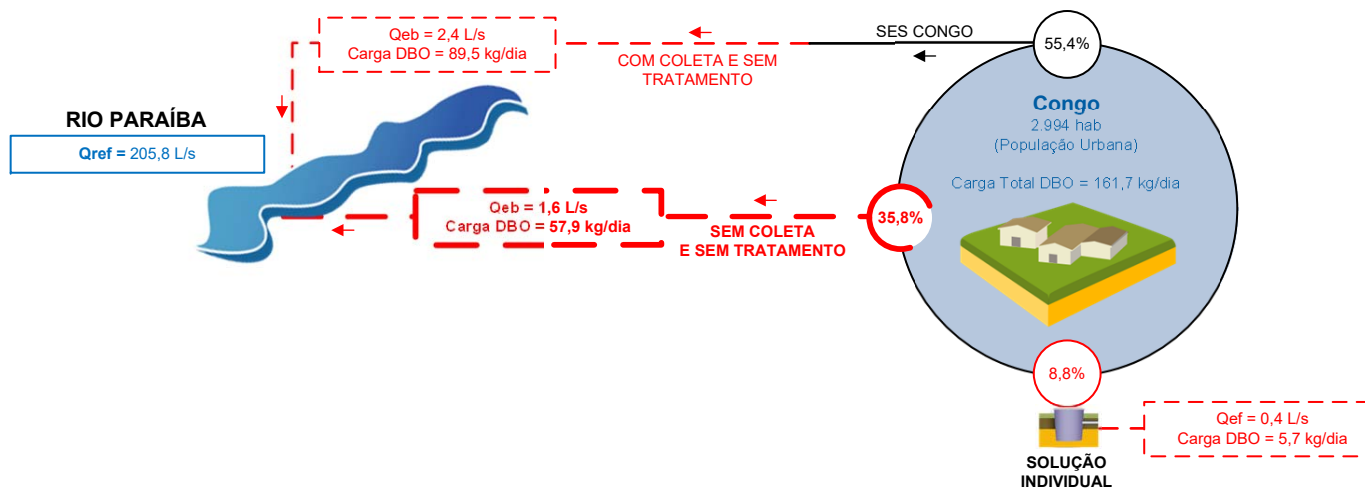 Qeb = 2,4 L/s
Carga DBO = 89,5 kg/dia
COM COLETA E SEM
TRATAMENTO
SES CONGO
55,4%
RIO PARAÍBA
Qref = 205,8 L/s
Congo
2.994 hab
(População Urbana)
Carga Total DBO = 161,7 kg/dia
Qeb = 1,6 L/s
Carga DBO = 57,9 kg/dia
SEM COLETA
E SEM TRATAMENTO
35,8%
8,8%
Qef = 0,4 L/s
Carga DBO = 5,7 kg/dia
SOLUÇÃO
INDIVIDUAL